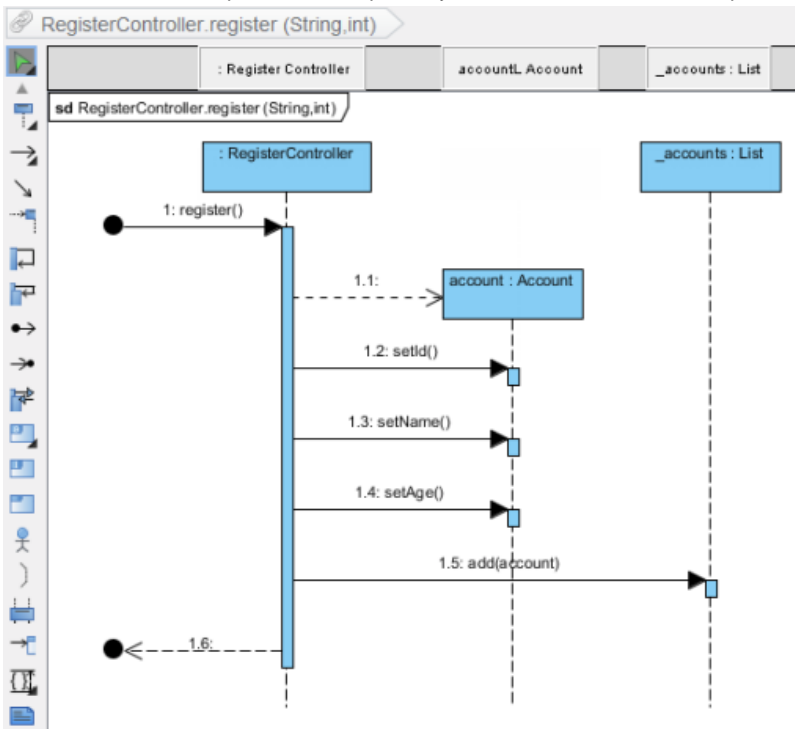 RegisterController.register (String,int)
: Register Controller
accountL Account
_accounts : List
sd RegisterController.register (String,int)
: RegisterController
_accounts : List
1: register()
1.1:
account : Account
1.2: setId()
1.3: setName()
1.4: setAge()
1.5: add(account)
1.6: